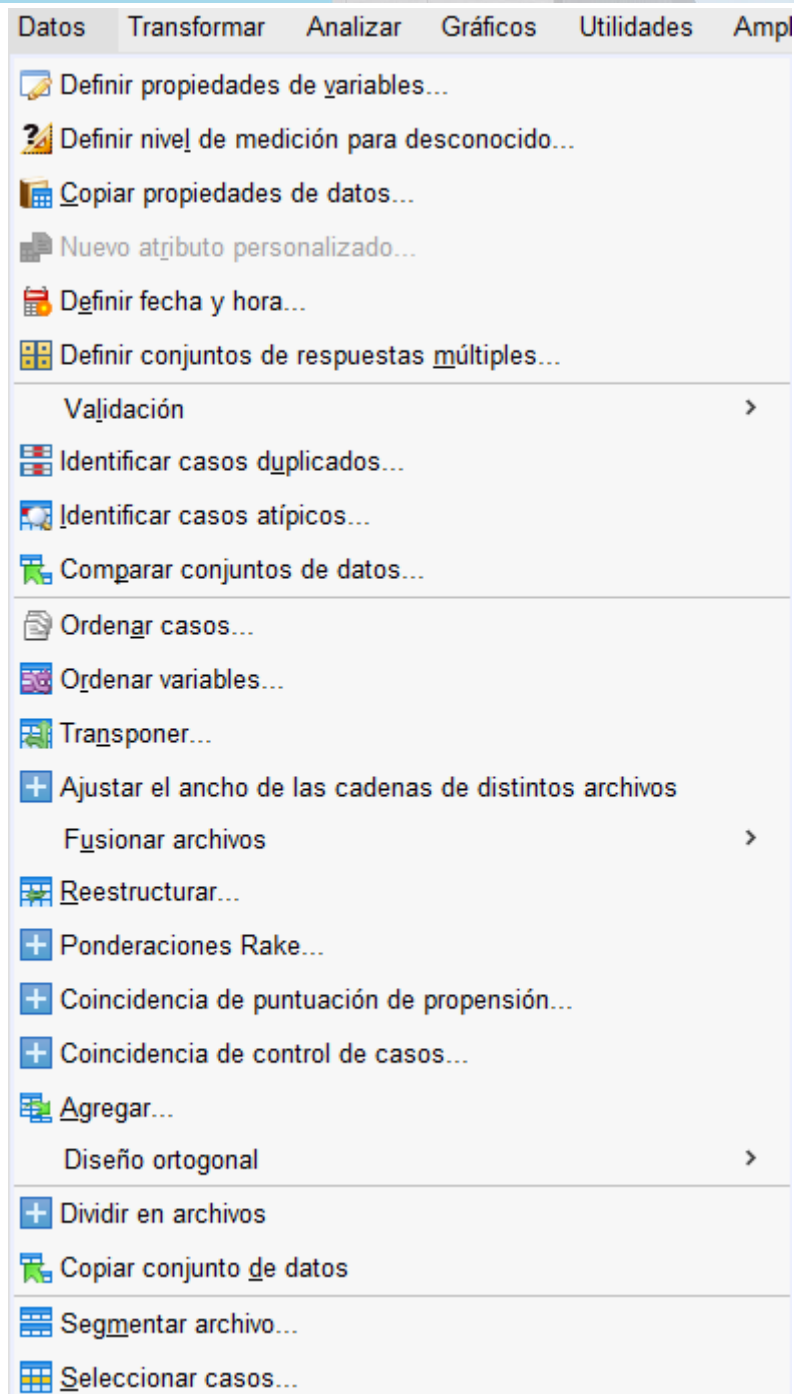 Datos Transformar Analizar Gráficos Utilidades Ampl
Definir propiedades de variables...
Definir nivel de medición para desconocido...
Copiar propiedades de datos...
Nuevo atributo personalizado...
Definir fecha y hora...
Definir conjuntos de respuestas múltiples...
Validación
Identificar casos duplicados...
Identificar casos atípicos...
Comparar conjuntos de datos...
Ordenar casos...
Ordenar variables...
Transponer...
Ajustar el ancho de las cadenas de distintos archivos
Fusionar archivos
Reestructurar...
Ponderaciones Rake...
Coincidencia de puntuación de propensión...
Coincidencia de control de casos...
Agregar...
Diseño ortogonal
Dividir en archivos
Copiar conjunto de datos
Segmentar archivo...
Seleccionar casos...